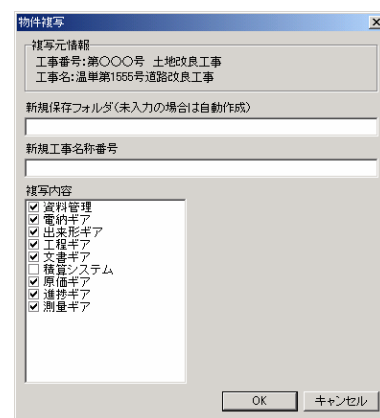 物件複写
複写元情報
工事番号:第〇〇〇号 土地改良工事
工事名:温単第1555号道路改良工事
新規保存フォルダ(未入力の場合は自動作成)
新規工事名称番号
複写内容
資料管理
電納ギア
出来形ギア
工程ギア
文書ギア
積算システム
原価ギア
進捗ギア
測量ギア
OK キャンセル